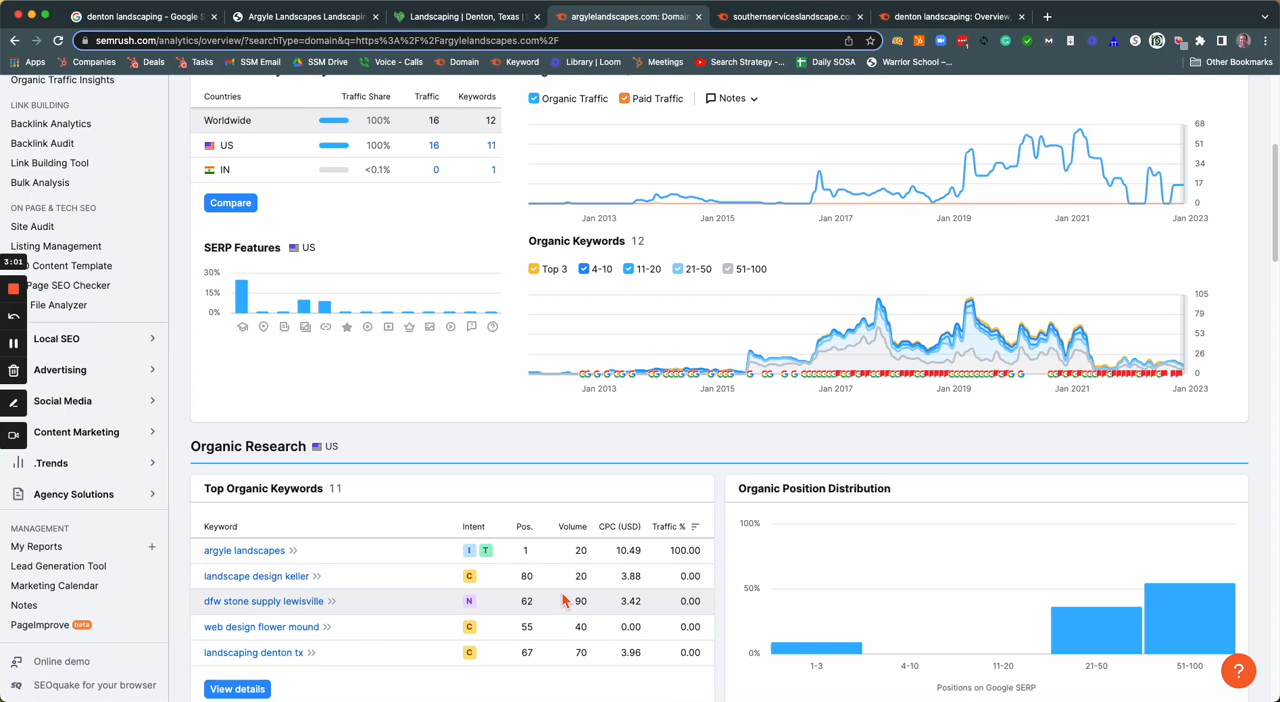 denton landscaping - Google S
Argyle Landscapes Landscapin
Landscaping | Denton, Texas | S
argylelandscapes.com: Domai
southernserviceslandscape.co
denton landscaping: Overview,
semrush.com/analytics/overview/?searchType=domain&q=https%3A%2F%2Fargylelandscapes.com%2F
Apps Companies Deals Tasks SSM Email SSM Drive Voice - Calls Domain Keyword Library | Loom Meetings Search Strategy -... Daily SOSA Warrior School –... Other Bookmarks
Organic Traffic Insights
LINK BUILDING
Backlink Analytics
Backlink Audit
Link Building Tool
Bulk Analysis
ON PAGE & TECH SEO
Site Audit
Listing Management
Content Template
Page SEO Checker
File Analyzer
3:01
Local SEO
Advertising
Social Media
Content Marketing
.Trends
Agency Solutions
MANAGEMENT
My Reports
Lead Generation Tool
Marketing Calendar
Notes
PageImprove beta
Online demo
SEOquake for your browser
Countries Traffic Share Traffic Keywords
Worldwide 100% 16 12
US 100% 16 11
IN <0.1% 0 1
Compare
SERP Features US
30%
15%
0%
Organic Traffic Paid Traffic Notes
68
51
34
17
0
Jan 2013 Jan 2015 Jan 2017 Jan 2019 Jan 2021 Jan 2023
Organic Keywords 12
Top 3 4-10 11-20 21-50 51-100
105
79
53
26
0
Jan 2013 Jan 2015 Jan 2017 Jan 2019 Jan 2021 Jan 2023
Organic Research US
Top Organic Keywords 11
Keyword Intent Pos. Volume CPC (USD) Traffic %
argyle landscapes I T 1 20 10.49 100.00
landscape design keller C 80 20 3.88 0.00
dfw stone supply lewisville N 62 90 3.42 0.00
web design flower mound C 55 40 0.00 0.00
landscaping denton tx C 67 70 3.96 0.00
View details
Organic Position Distribution
100%
50%
0%
1-3 4-10 11-20 21-50 51-100
Positions on Google SERP
?